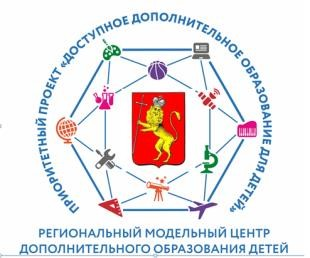 ПРИОРИТЕТНЫЙ ПРОЕКТ «ДОСТУПНОЕ ДОПОЛНИТЕЛЬНОЕ ОБРАЗОВАНИЕ ДЛЯ ДЕТЕЙ»
РЕГИОНАЛЬНЫЙ МОДЕЛЬНЫЙ ЦЕНТР
ДОПОЛНИТЕЛЬНОГО ОБРАЗОВАНИЯ ДЕТЕЙ